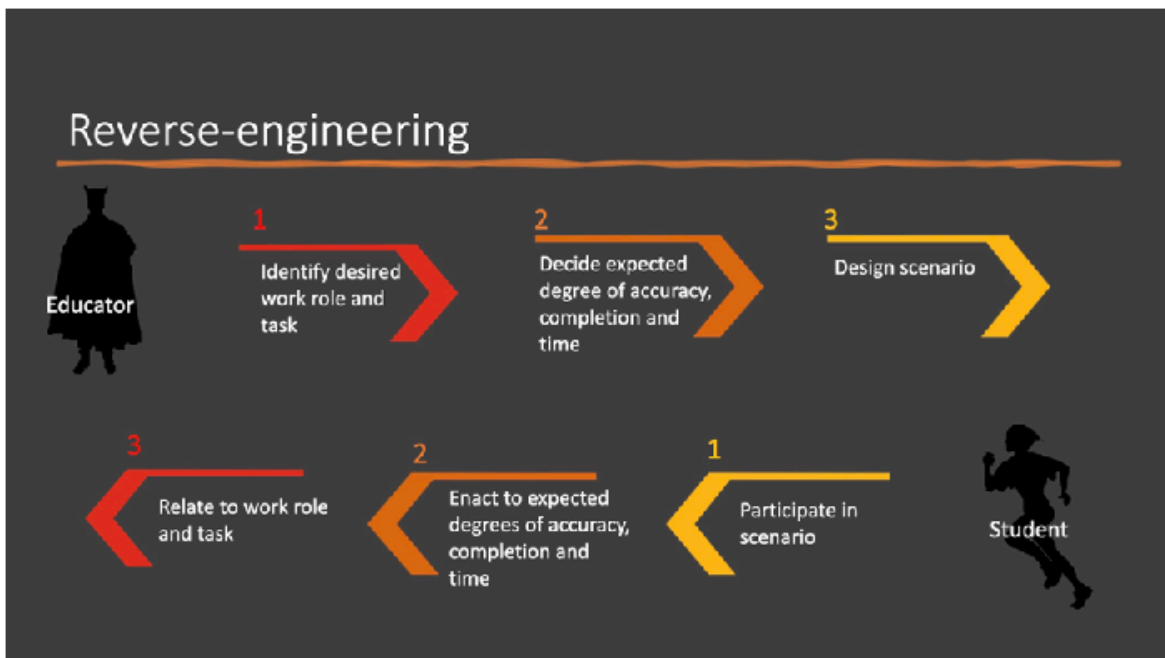 Reverse-engineering
Educator
1
Identify desired
work role and
task
2
Decide expected
degree of accuracy,
completion and
time
3
Design scenario
3
Relate to work role
and task
2
Enact to expected
degrees of accuracy,
completion and
time
1
Participate in
scenario
Student